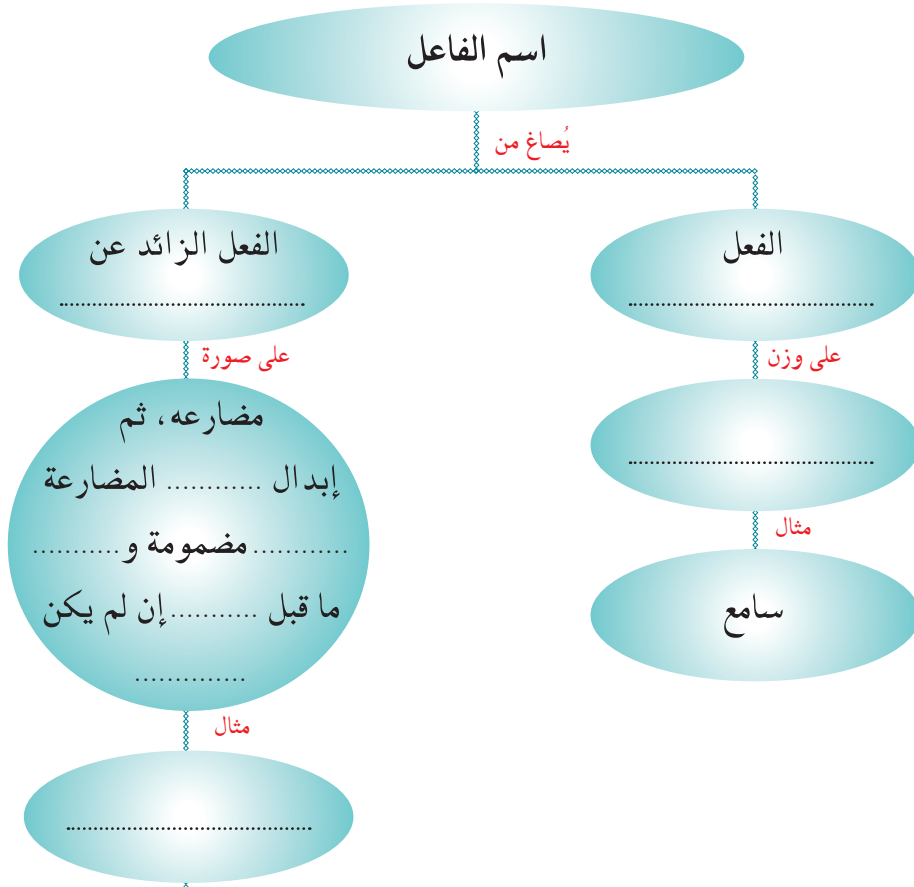 اسم الفاعل
يُصاغ من
الفعل
........................................
على وزن
........................................
مثال
سامع
الفعل الزائد عن
........................................
على صورة
مضارعه، ثم
إبدال ............ المضارعة
............ مضمومة و ...........
ما قبل ........... إن لم يكن
..............
مثال
........................................